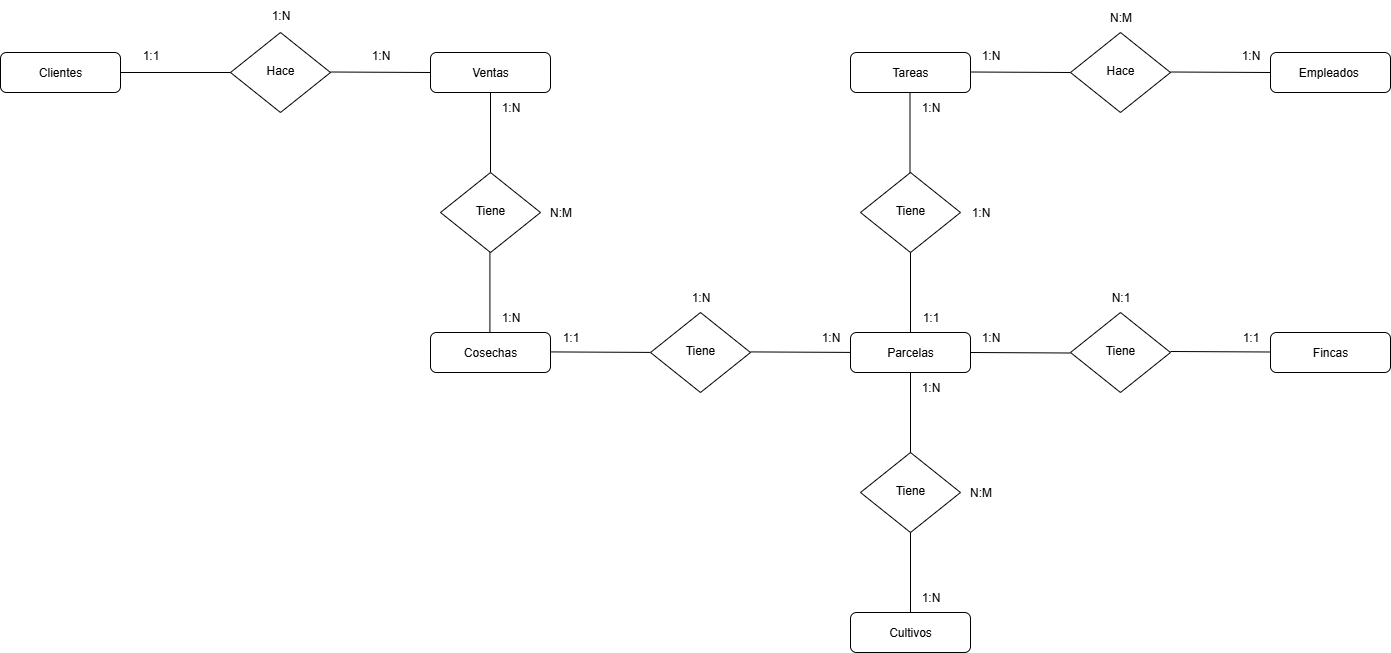 1:N
N:M
1:1
1:N
1:N
1:N
Clientes
Hace
Ventas
Tareas
Hace
Empleados
1:N
1:N
Tiene
N:M
Tiene
1:N
1:N
N:1
1:N
1:1
1:1
1:N
1:N
1:1
Cosechas
Tiene
Parcelas
Tiene
Fincas
1:N
Tiene
N:M
1:N
Cultivos